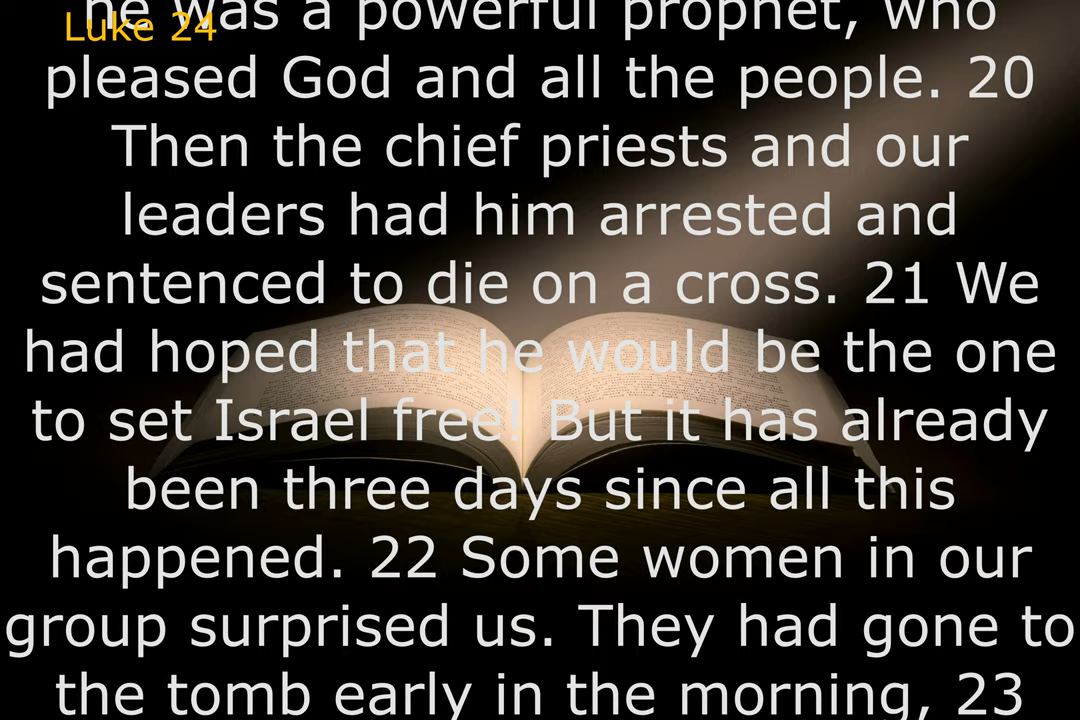 he was a powerful prophet, who
Luke 24
pleased God and all the people. 20
Then the chief priests and our
leaders had him arrested and
sentenced to die on a cross. 21 We
had hoped that he would be the one
to set Israel free! But it has already
been three days since all this
happened. 22 Some women in our
group surprised us. They had gone to
the tomb early in the morning, 23